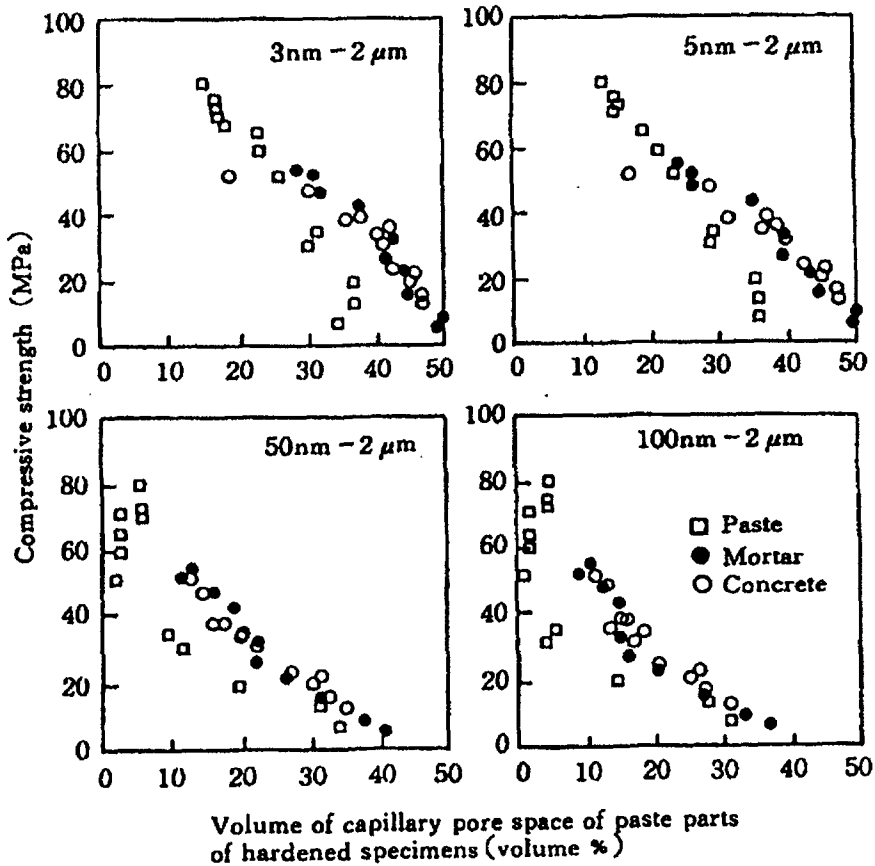 3nm - 2 μm
5nm - 2 μm
100
80
60
40
20
0
0 10 20 30 40 50
100
80
60
40
20
0
0 10 20 30 40 50
Compressive strength (MPa)
50nm - 2 μm
100nm - 2 μm
100
80
60
40
20
0
0 10 20 30 40 50
100
80
60
40
20
0
0 10 20 30 40 50
Paste
Mortar
Concrete
Volume of capillary pore space of paste parts
of hardened specimens (volume %)